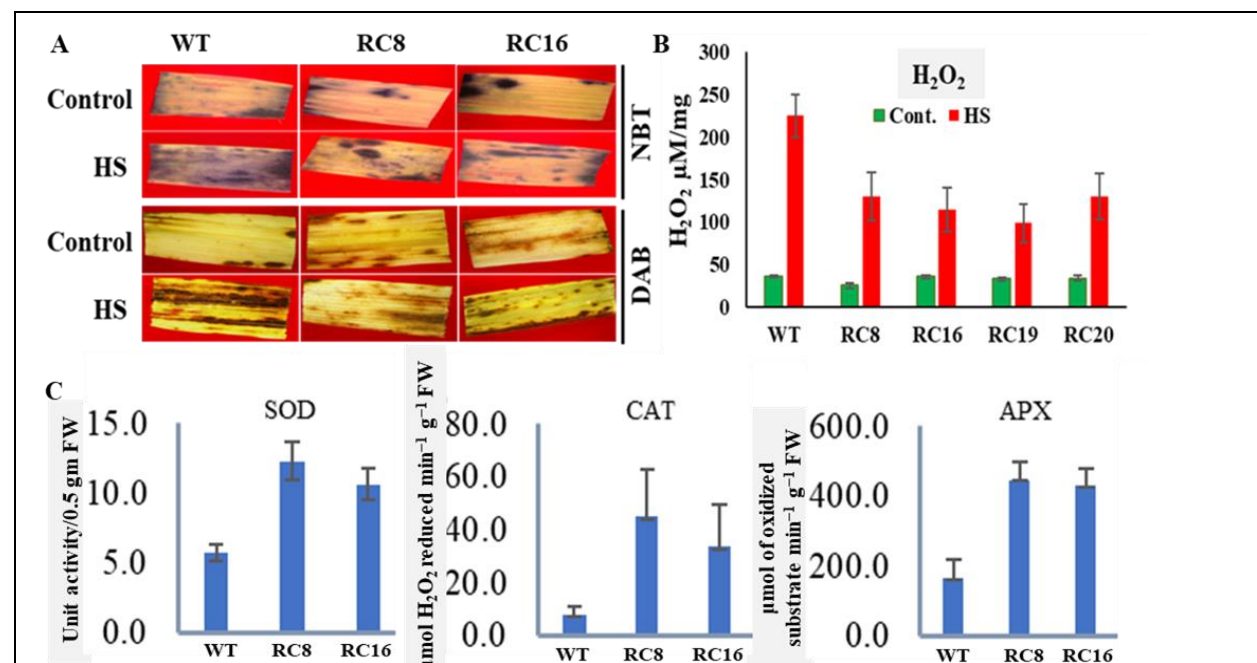 A
WT RC8 RC16
Control
HS
NBT
Control
HS
DAB
B
H₂O₂
Cont. HS
H₂O₂ µM/mg
300
250
200
150
100
50
0
WT RC8 RC16 RC19 RC20
C
SOD
Unit activity/0.5 gm FW
15.0
10.0
5.0
0.0
WT RC8 RC16
CAT
H₂O₂ reduced min⁻¹ g⁻¹ FW
80.0
60.0
40.0
20.0
0.0
WT RC8 RC16
APX
µmol of oxidized
substrate min⁻¹ g⁻¹ FW
600.0
400.0
200.0
0.0
WT RC8 RC16